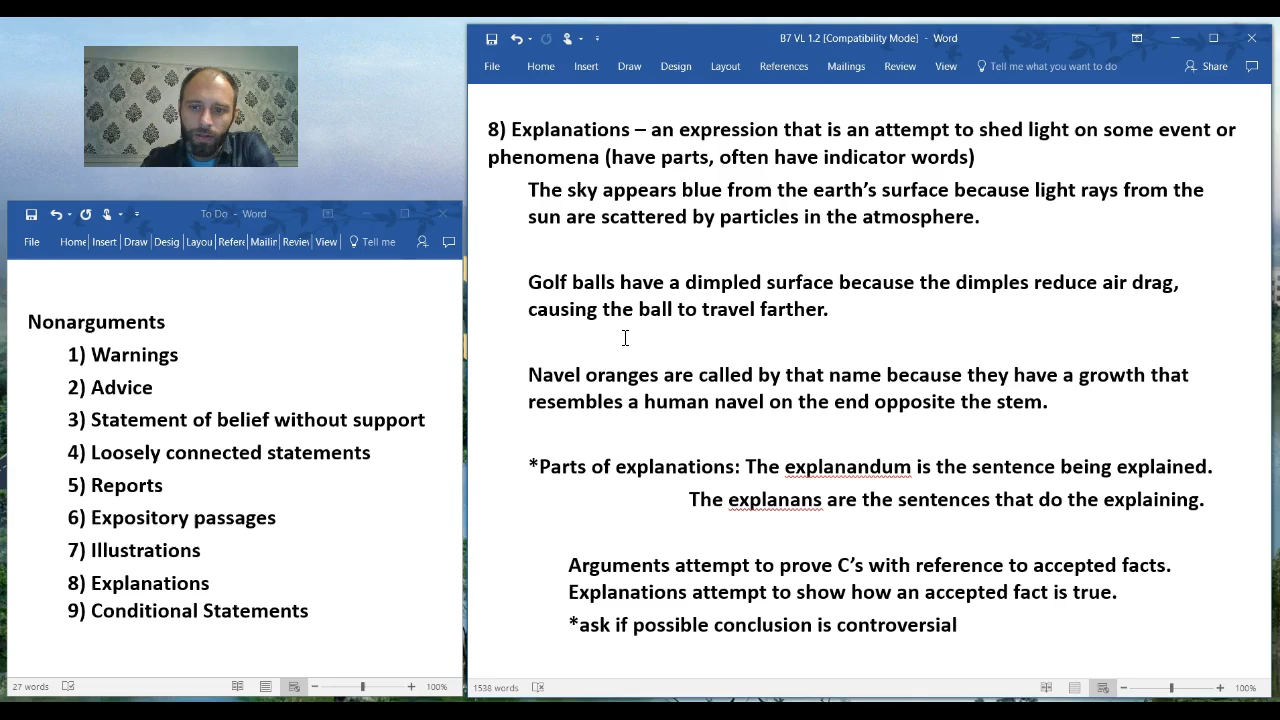 B7 VL 1.2 [Compatibility Mode] - Word
File Home Insert Draw Design Layout References Mailings Review View Tell me what you want to do Share
8) Explanations – an expression that is an attempt to shed light on some event or
phenomena (have parts, often have indicator words)
The sky appears blue from the earth's surface because light rays from the
sun are scattered by particles in the atmosphere.
Golf balls have a dimpled surface because the dimples reduce air drag,
causing the ball to travel farther.
Navel oranges are called by that name because they have a growth that
resembles a human navel on the end opposite the stem.
*Parts of explanations: The explanandum is the sentence being explained.
The explanans are the sentences that do the explaining.
Arguments attempt to prove C's with reference to accepted facts.
Explanations attempt to show how an accepted fact is true.
*ask if possible conclusion is controversial
1538 words 100%
To Do - Word
File Home Insert Draw Desig Layou Refere Mailin Reviev View Tell me
Nonarguments
1) Warnings
2) Advice
3) Statement of belief without support
4) Loosely connected statements
5) Reports
6) Expository passages
7) Illustrations
8) Explanations
9) Conditional Statements
27 words 100%